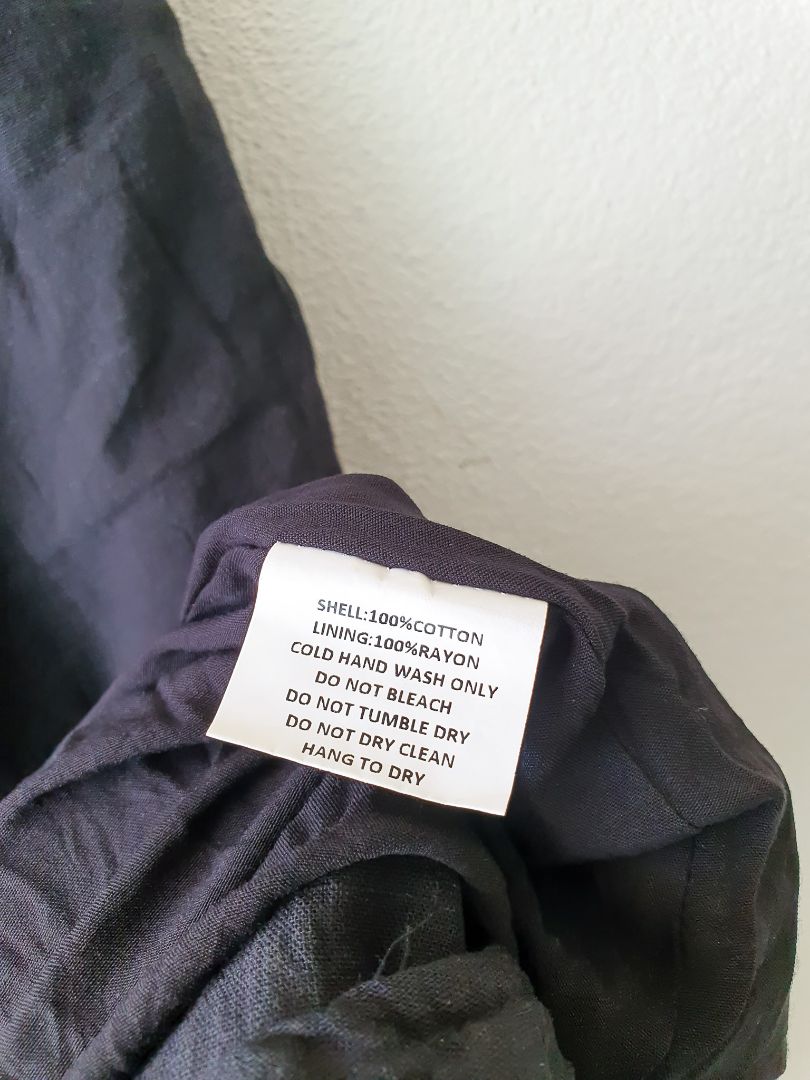 SHELL:100%COTTON
LINING:100%RAYON
COLD HAND WASH ONLY
DO NOT BLEACH
DO NOT TUMBLE DRY
DO NOT DRY CLEAN
HANG TO DRY